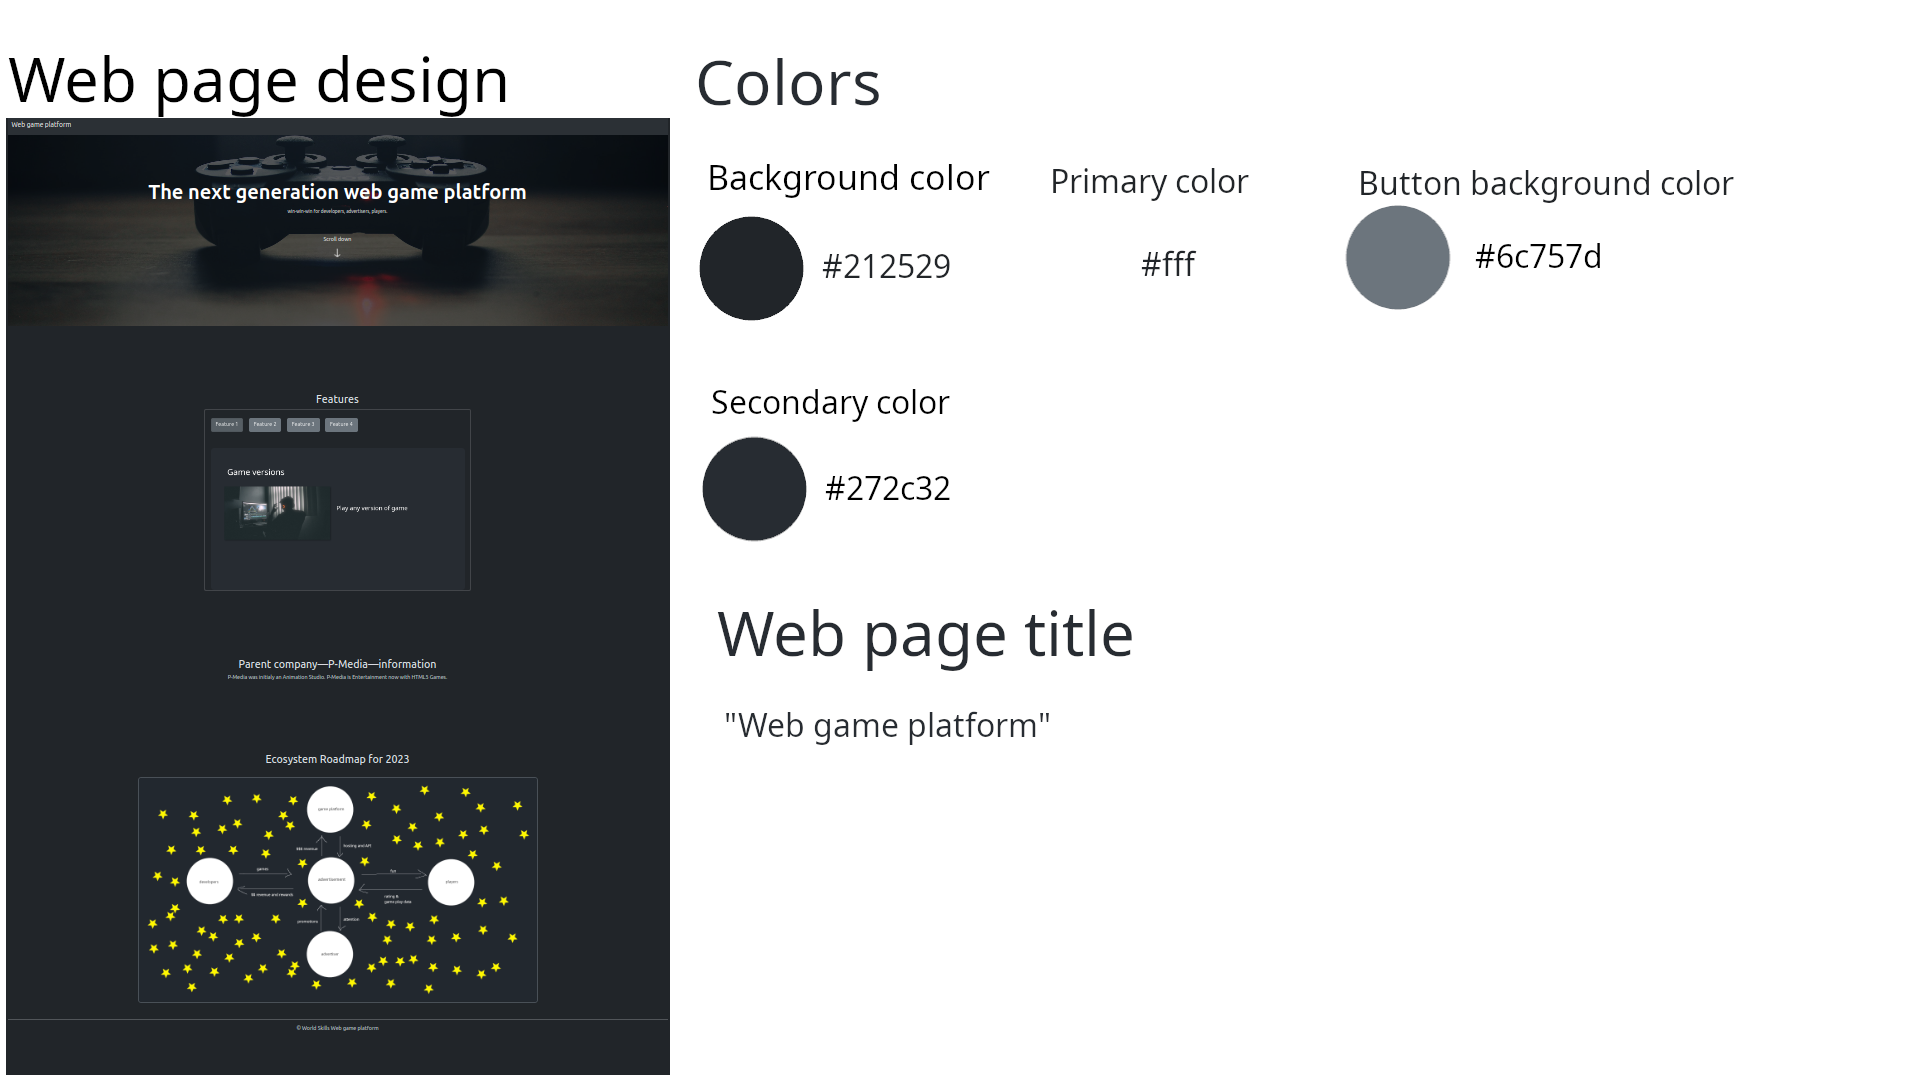 Web page design
Web game platform
The next generation web game platform
win-win-win for developers, advertisers, players.
Scroll down
↓
Features
Feature 1 Feature 2 Feature 3 Feature 4
Game versions
Play any version of game
Parent company—P-Media—information
P-Media was initialy an Animation Studio. P-Media is Entertainment now with HTML5 Games.
Ecosystem Roadmap for 2023
game platform
$$$ revenue
hosting and API
games
fun
developers
advertisement
players
$$ revenue and rewards
rating &
game play data
promotions
attention
advertiser
© World Skills Web game platform
Colors
Background color
#212529
Primary color
#fff
Button background color
#6c757d
Secondary color
#272c32
Web page title
"Web game platform"